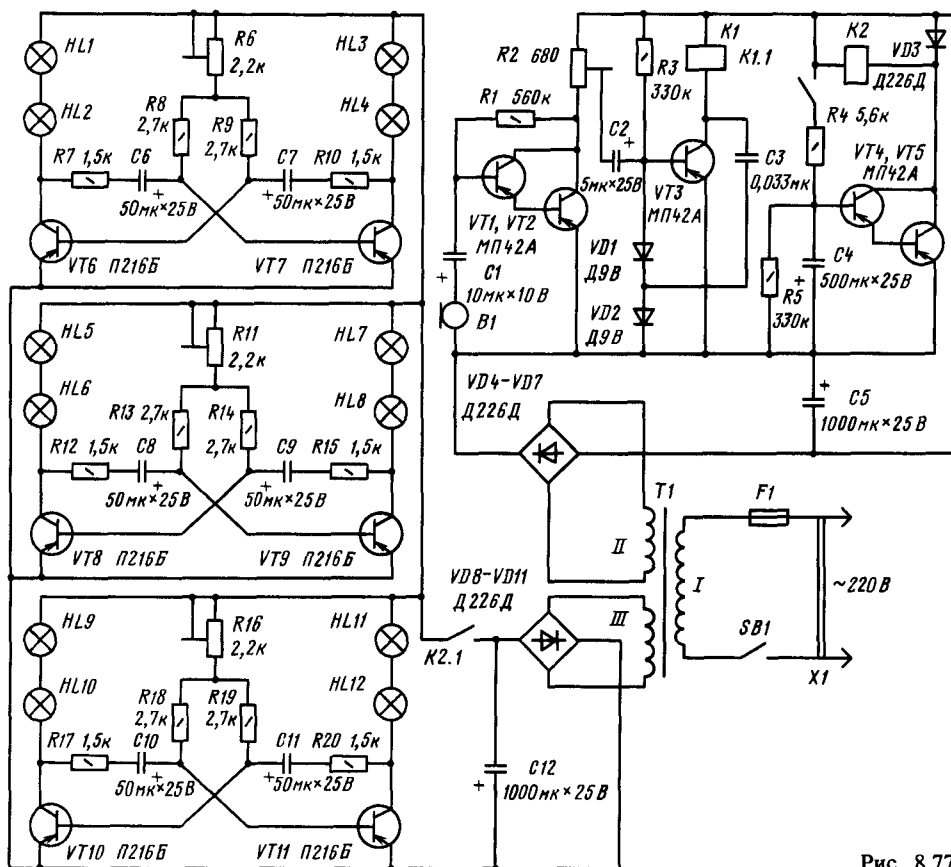 HL1
R6
2,2к
HL3
HL2
R8
2,7к
R9
2,7к
HL4
R7 1,5к
C6
C7
R10 1,5к
+
50мк×25В
+
50мк×25В
VT6 П216Б
VT7 П216Б
HL5
R11
2,2к
HL7
HL6
R13 2,7к
R14
2,7к
HL8
R12 1,5к
C8
C9
R15 1,5к
+
50мк×25В
+
50мк×25В
VT8 П216Б
VT9 П216Б
HL9
R16
2,2к
HL11
HL10
R18
2,7к
R19
2,7к
HL12
R17 1,5к
C10
C11
R20 1,5к
+
50мк×25В
+
50мк×25В
VT10 П216Б
VT11 П216Б
R2 680
R1 560к
C2
+
5мк×25В
R3
330к
K1
K1.1
K2
VD3
Д226Д
R4 5,6к
VT1, VT2
МП42А
VT3
МП42А
C3
0,033мк
VT4, VT5
МП42А
+
C1
10мк×10В
B1
VD1
Д9В
VD2
Д9В
R5
330к
+
C4
500мк×25В
VD4-VD7
Д226Д
+
C5
1000мк×25В
T1
F1
II
I
III
~220В
SB1
X1
VD8-VD11
Д226Д
K2.1
+
C12
1000мк×25В
Рис. 8.77